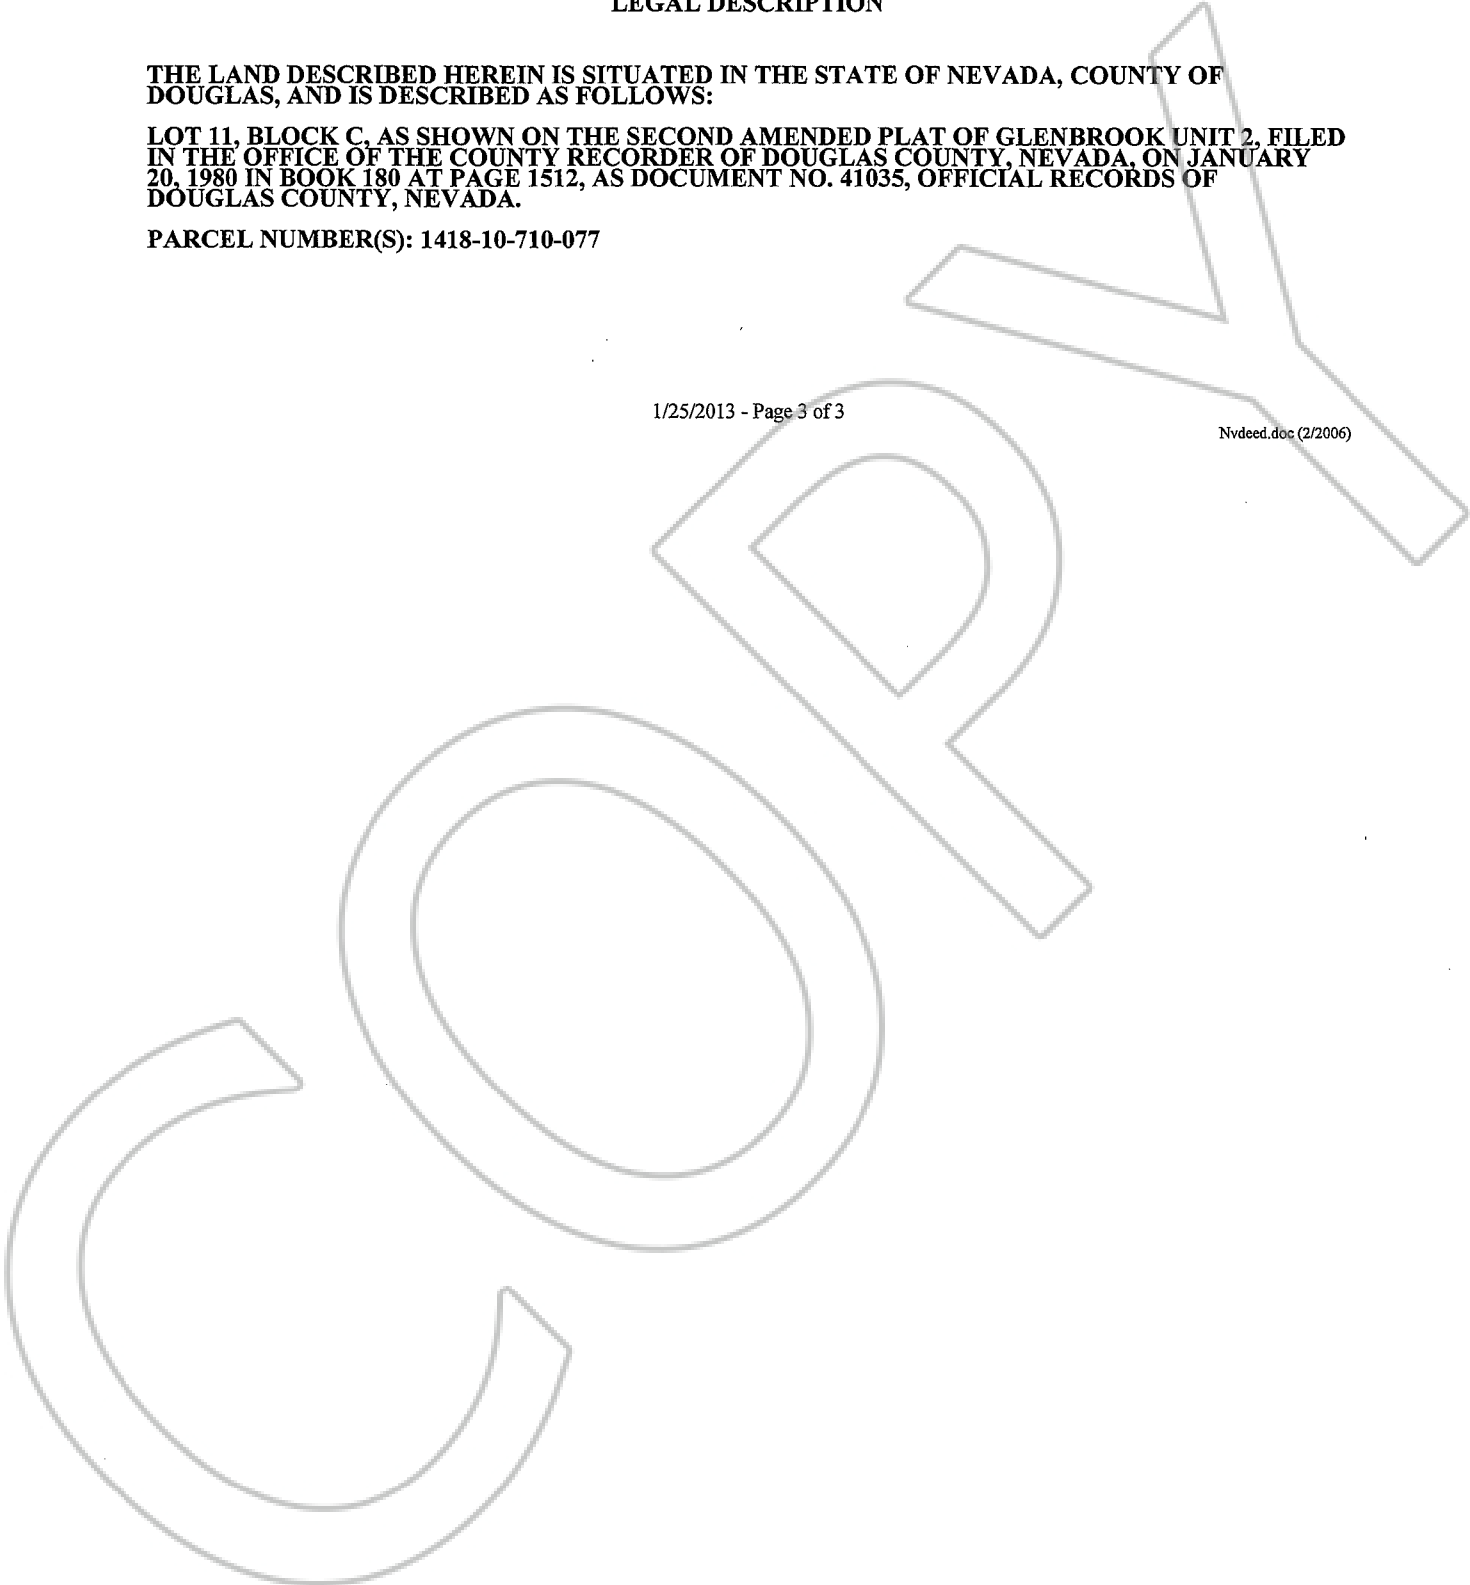 LEGAL DESCRIPTION
THE LAND DESCRIBED HEREIN IS SITUATED IN THE STATE OF NEVADA, COUNTY OF
DOUGLAS, AND IS DESCRIBED AS FOLLOWS:
LOT 11, BLOCK C, AS SHOWN ON THE SECOND AMENDED PLAT OF GLENBROOK UNIT 2, FILED
IN THE OFFICE OF THE COUNTY RECORDER OF DOUGLAS COUNTY, NEVADA, ON JANUARY
20, 1980 IN BOOK 180 AT PAGE 1512, AS DOCUMENT NO. 41035, OFFICIAL RECORDS OF
DOUGLAS COUNTY, NEVADA.
PARCEL NUMBER(S): 1418-10-710-077
1/25/2013 - Page 3 of 3
Nvdeed.doc (2/2006)
COPY